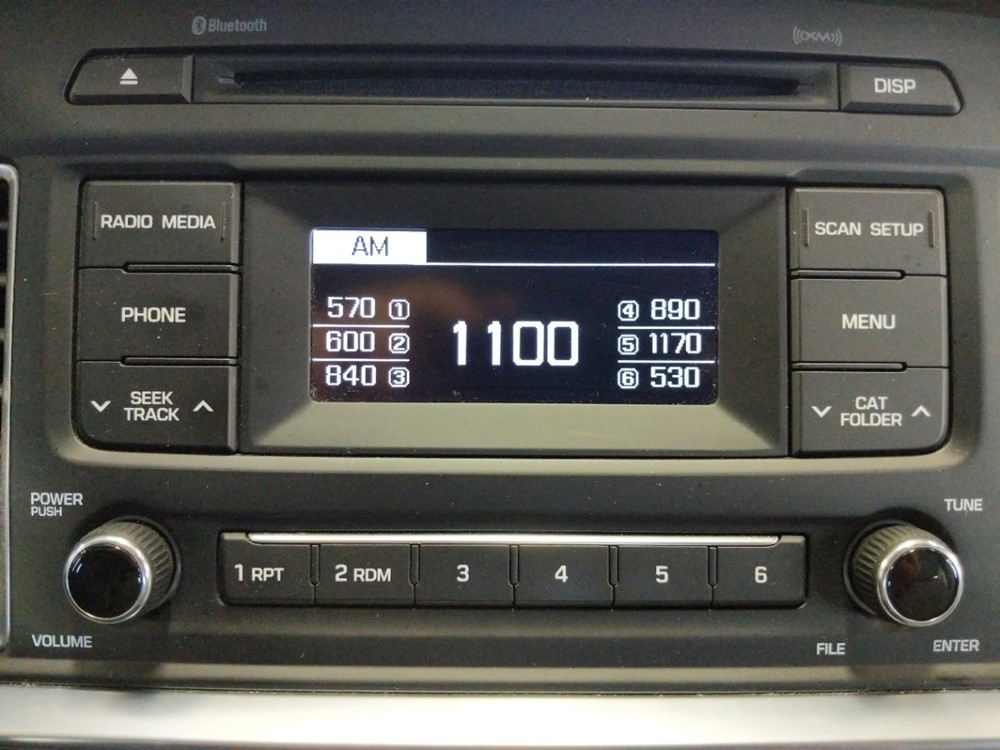 Bluetooth
((XM))
DISP
RADIO MEDIA
SCAN SETUP
PHONE
MENU
SEEK
TRACK
CAT
FOLDER
AM
570 1
600 2
840 3
1100
4 890
5 1170
6 530
POWER
PUSH
VOLUME
1 RPT
2 RDM
3
4
5
6
TUNE
FILE
ENTER